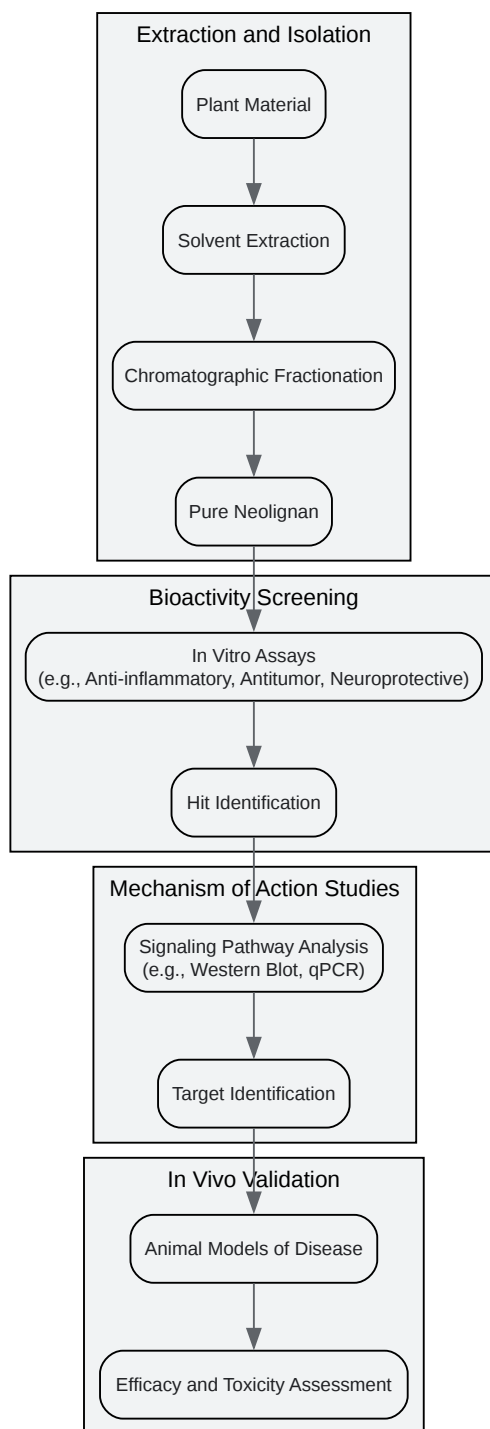 Extraction and Isolation
Plant Material
Solvent Extraction
Chromatographic Fractionation
Pure Neolignan
Bioactivity Screening
In Vitro Assays
(e.g., Anti-inflammatory, Antitumor, Neuroprotective)
Hit Identification
Mechanism of Action Studies
Signaling Pathway Analysis
(e.g., Western Blot, qPCR)
Target Identification
In Vivo Validation
Animal Models of Disease
Efficacy and Toxicity Assessment